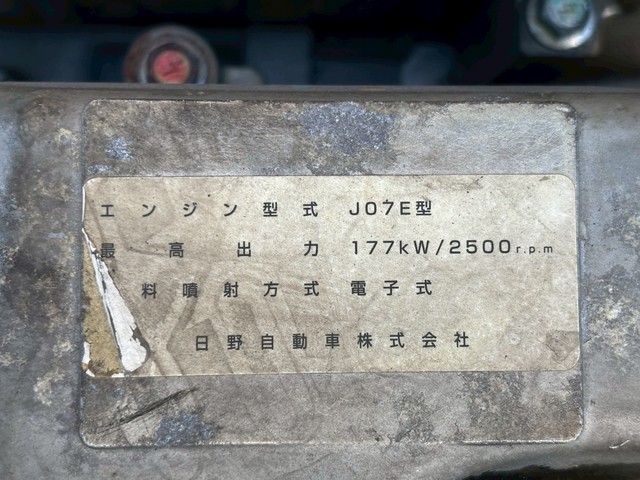 エンジン型式 J07E型
最高出力 177kW/2500r.p.m
料噴射方式 電子式
日野自動車株式会社